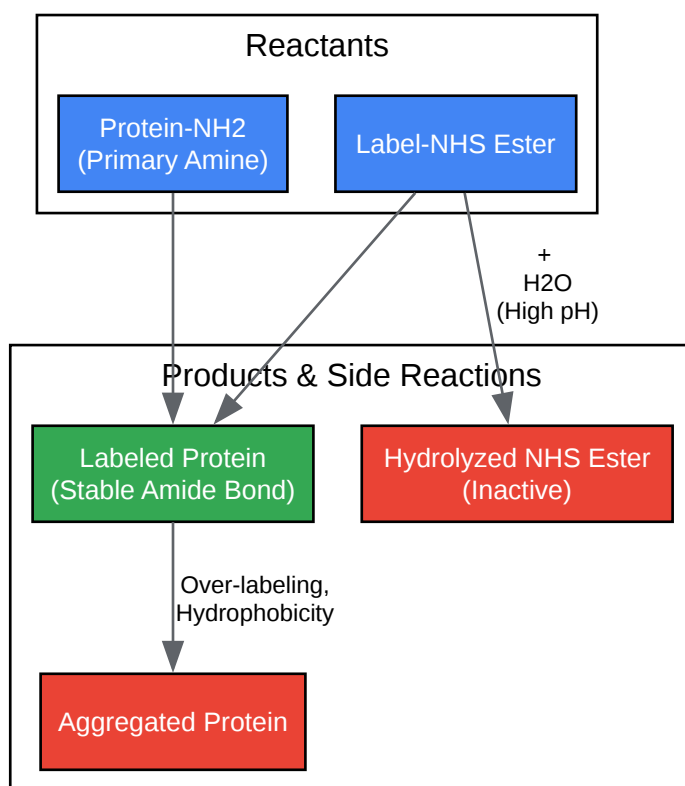 Reactants
Protein-NH2
(Primary Amine)
Label-NHS Ester
+
H2O
(High pH)
Products & Side Reactions
Labeled Protein
(Stable Amide Bond)
Hydrolyzed NHS Ester
(Inactive)
Over-labeling,
Hydrophobicity
Aggregated Protein